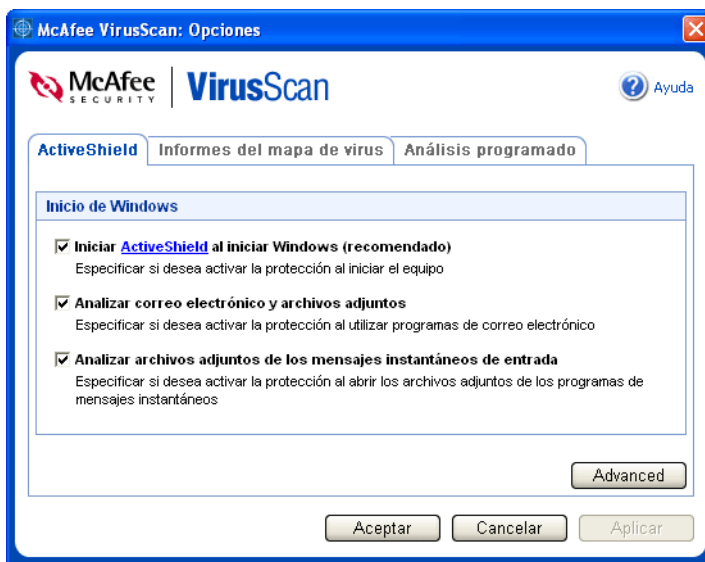 McAfee VirusScan: Opciones
McAfee
SECURITY
VirusScan
Ayuda
ActiveShield
Informes del mapa de virus
Análisis programado
Inicio de Windows
Iniciar ActiveShield al iniciar Windows (recomendado)
Especificar si desea activar la protección al iniciar el equipo
Analizar correo electrónico y archivos adjuntos
Especificar si desea activar la protección al utilizar programas de correo electrónico
Analizar archivos adjuntos de los mensajes instantáneos de entrada
Especificar si desea activar la protección al abrir los archivos adjuntos de los programas de
mensajes instantáneos
Advanced
Aceptar
Cancelar
Aplicar